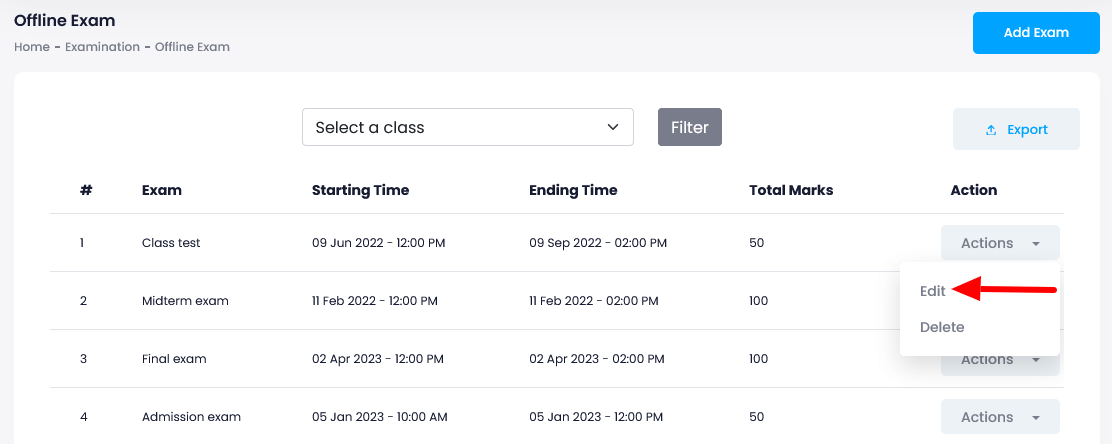 Offline Exam
Home - Examination - Offline Exam
Add Exam
Select a class
Filter
Export
# Exam Starting Time Ending Time Total Marks Action
1 Class test 09 Jun 2022 - 12:00 PM 09 Sep 2022 - 02:00 PM 50 Actions
Edit
2 Midterm exam 11 Feb 2022 - 12:00 PM 11 Feb 2022 - 02:00 PM 100
Delete
3 Final exam 02 Apr 2023 - 12:00 PM 02 Apr 2023 - 02:00 PM 100 Actions
4 Admission exam 05 Jan 2023 - 10:00 AM 05 Jan 2023 - 12:00 PM 50 Actions